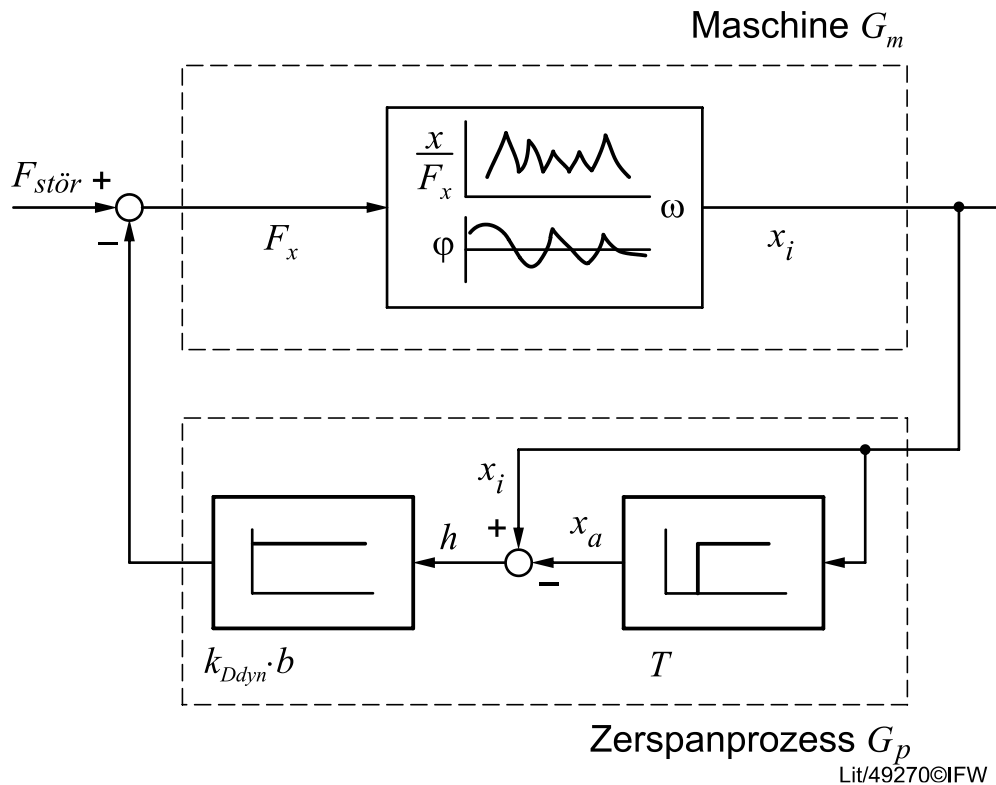 Maschine G_m
F_stör +
−
F_x
x
F_x
ω
φ
x_i
x_i
+
x_a
h
−
k_Ddyn·b
T
Zerspanprozess G_p
Lit/49270©IFW